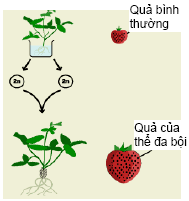 Quả bình
thường
2n
2n
Quả của
thể đa bội